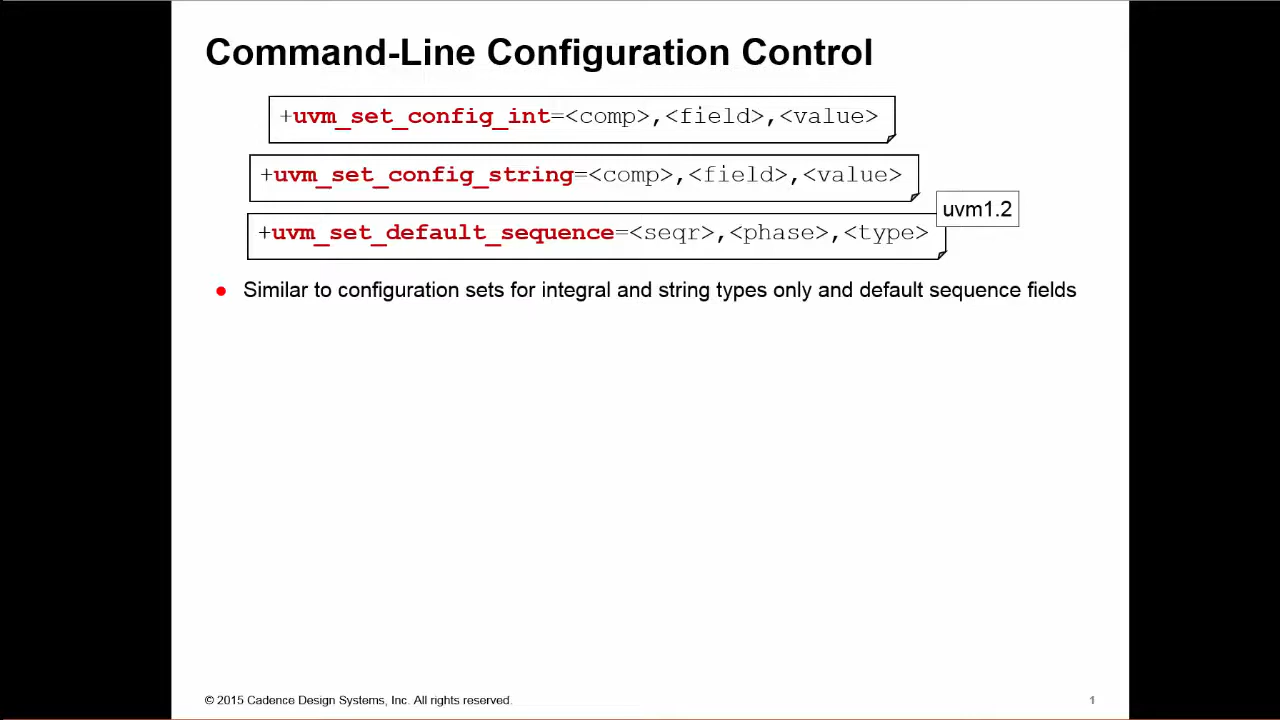 Command-Line Configuration Control
+uvm_set_config_int=<comp>,<field>,<value>
+uvm_set_config_string=<comp>,<field>,<value>
uvm1.2
+uvm_set_default_sequence=<seqr>,<phase>,<type>
● Similar to configuration sets for integral and string types only and default sequence fields
© 2015 Cadence Design Systems, Inc. All rights reserved.
1